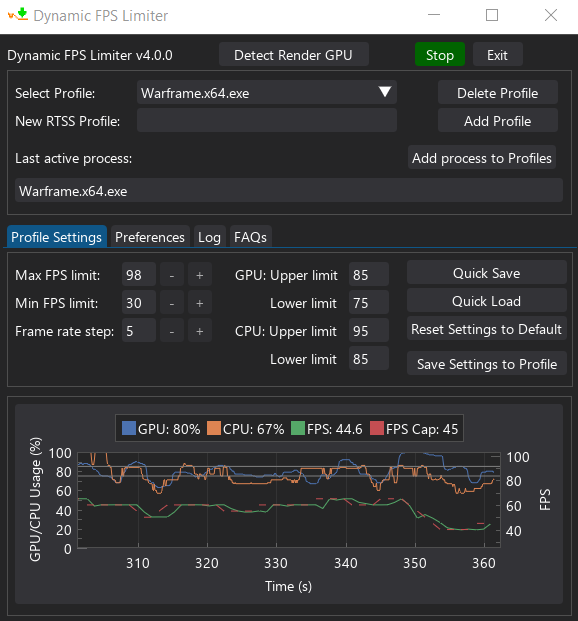 Dynamic FPS Limiter
Dynamic FPS Limiter v4.0.0 Detect Render GPU Stop Exit
Select Profile: Warframe.x64.exe Delete Profile
New RTSS Profile: Add Profile
Last active process: Add process to Profiles
Warframe.x64.exe
Profile Settings Preferences Log FAQs
Max FPS limit: 98 - + GPU: Upper limit 85 Quick Save
Min FPS limit: 30 - + Lower limit 75 Quick Load
Frame rate step: 5 - + CPU: Upper limit 95 Reset Settings to Default
Lower limit 85 Save Settings to Profile
GPU: 80% CPU: 67% FPS: 44.6 FPS Cap: 45
GPU/CPU Usage (%)
100
80
60
40
20
0
100
80
60
40
FPS
310 320 330 340 350 360
Time (s)